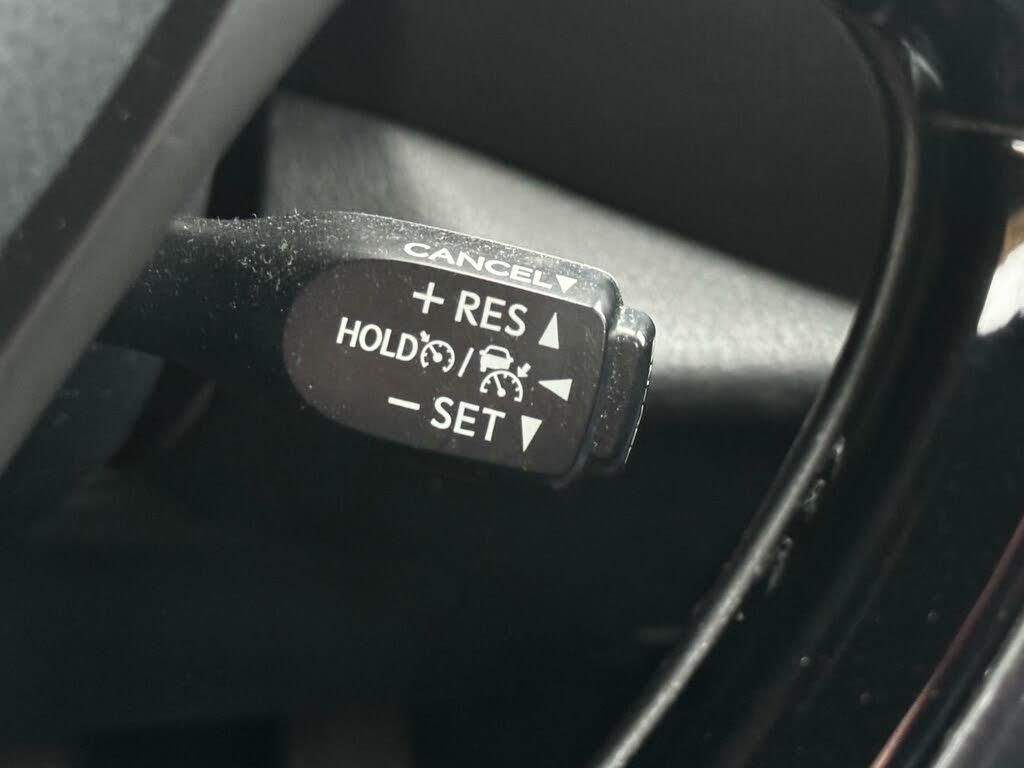 CANCEL▼
+ RES ▲
HOLD / ◀
− SET ▼